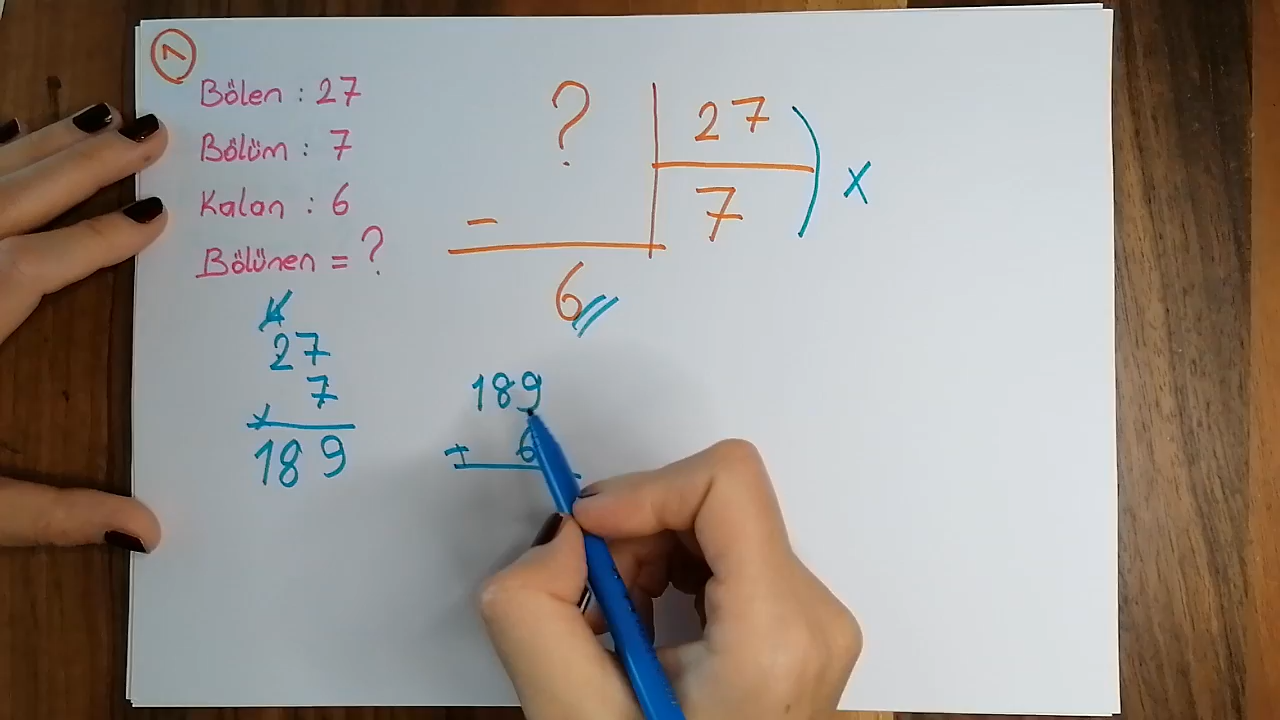 1
Bölen : 27
Bölüm : 7
Kalan : 6
Bölünen = ?
? 27
7 x
-
6
4
27
7
x
189
189
+ 6